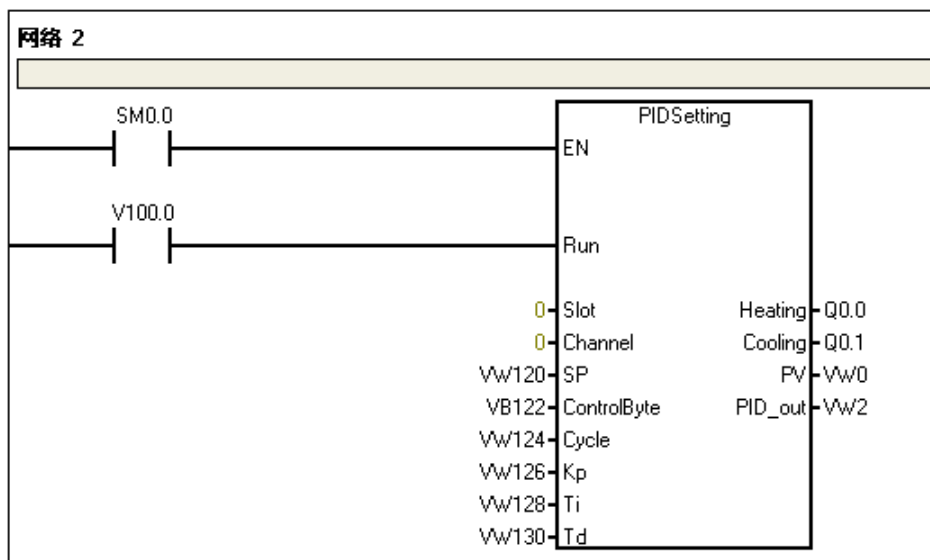 网络 2
SM0.0
PIDSetting
EN
V100.0
Run
0 Slot Heating Q0.0
0 Channel Cooling Q0.1
VW120 SP PV VW0
VB122 ControlByte PID_out VW2
VW124 Cycle
VW126 Kp
VW128 Ti
VW130 Td